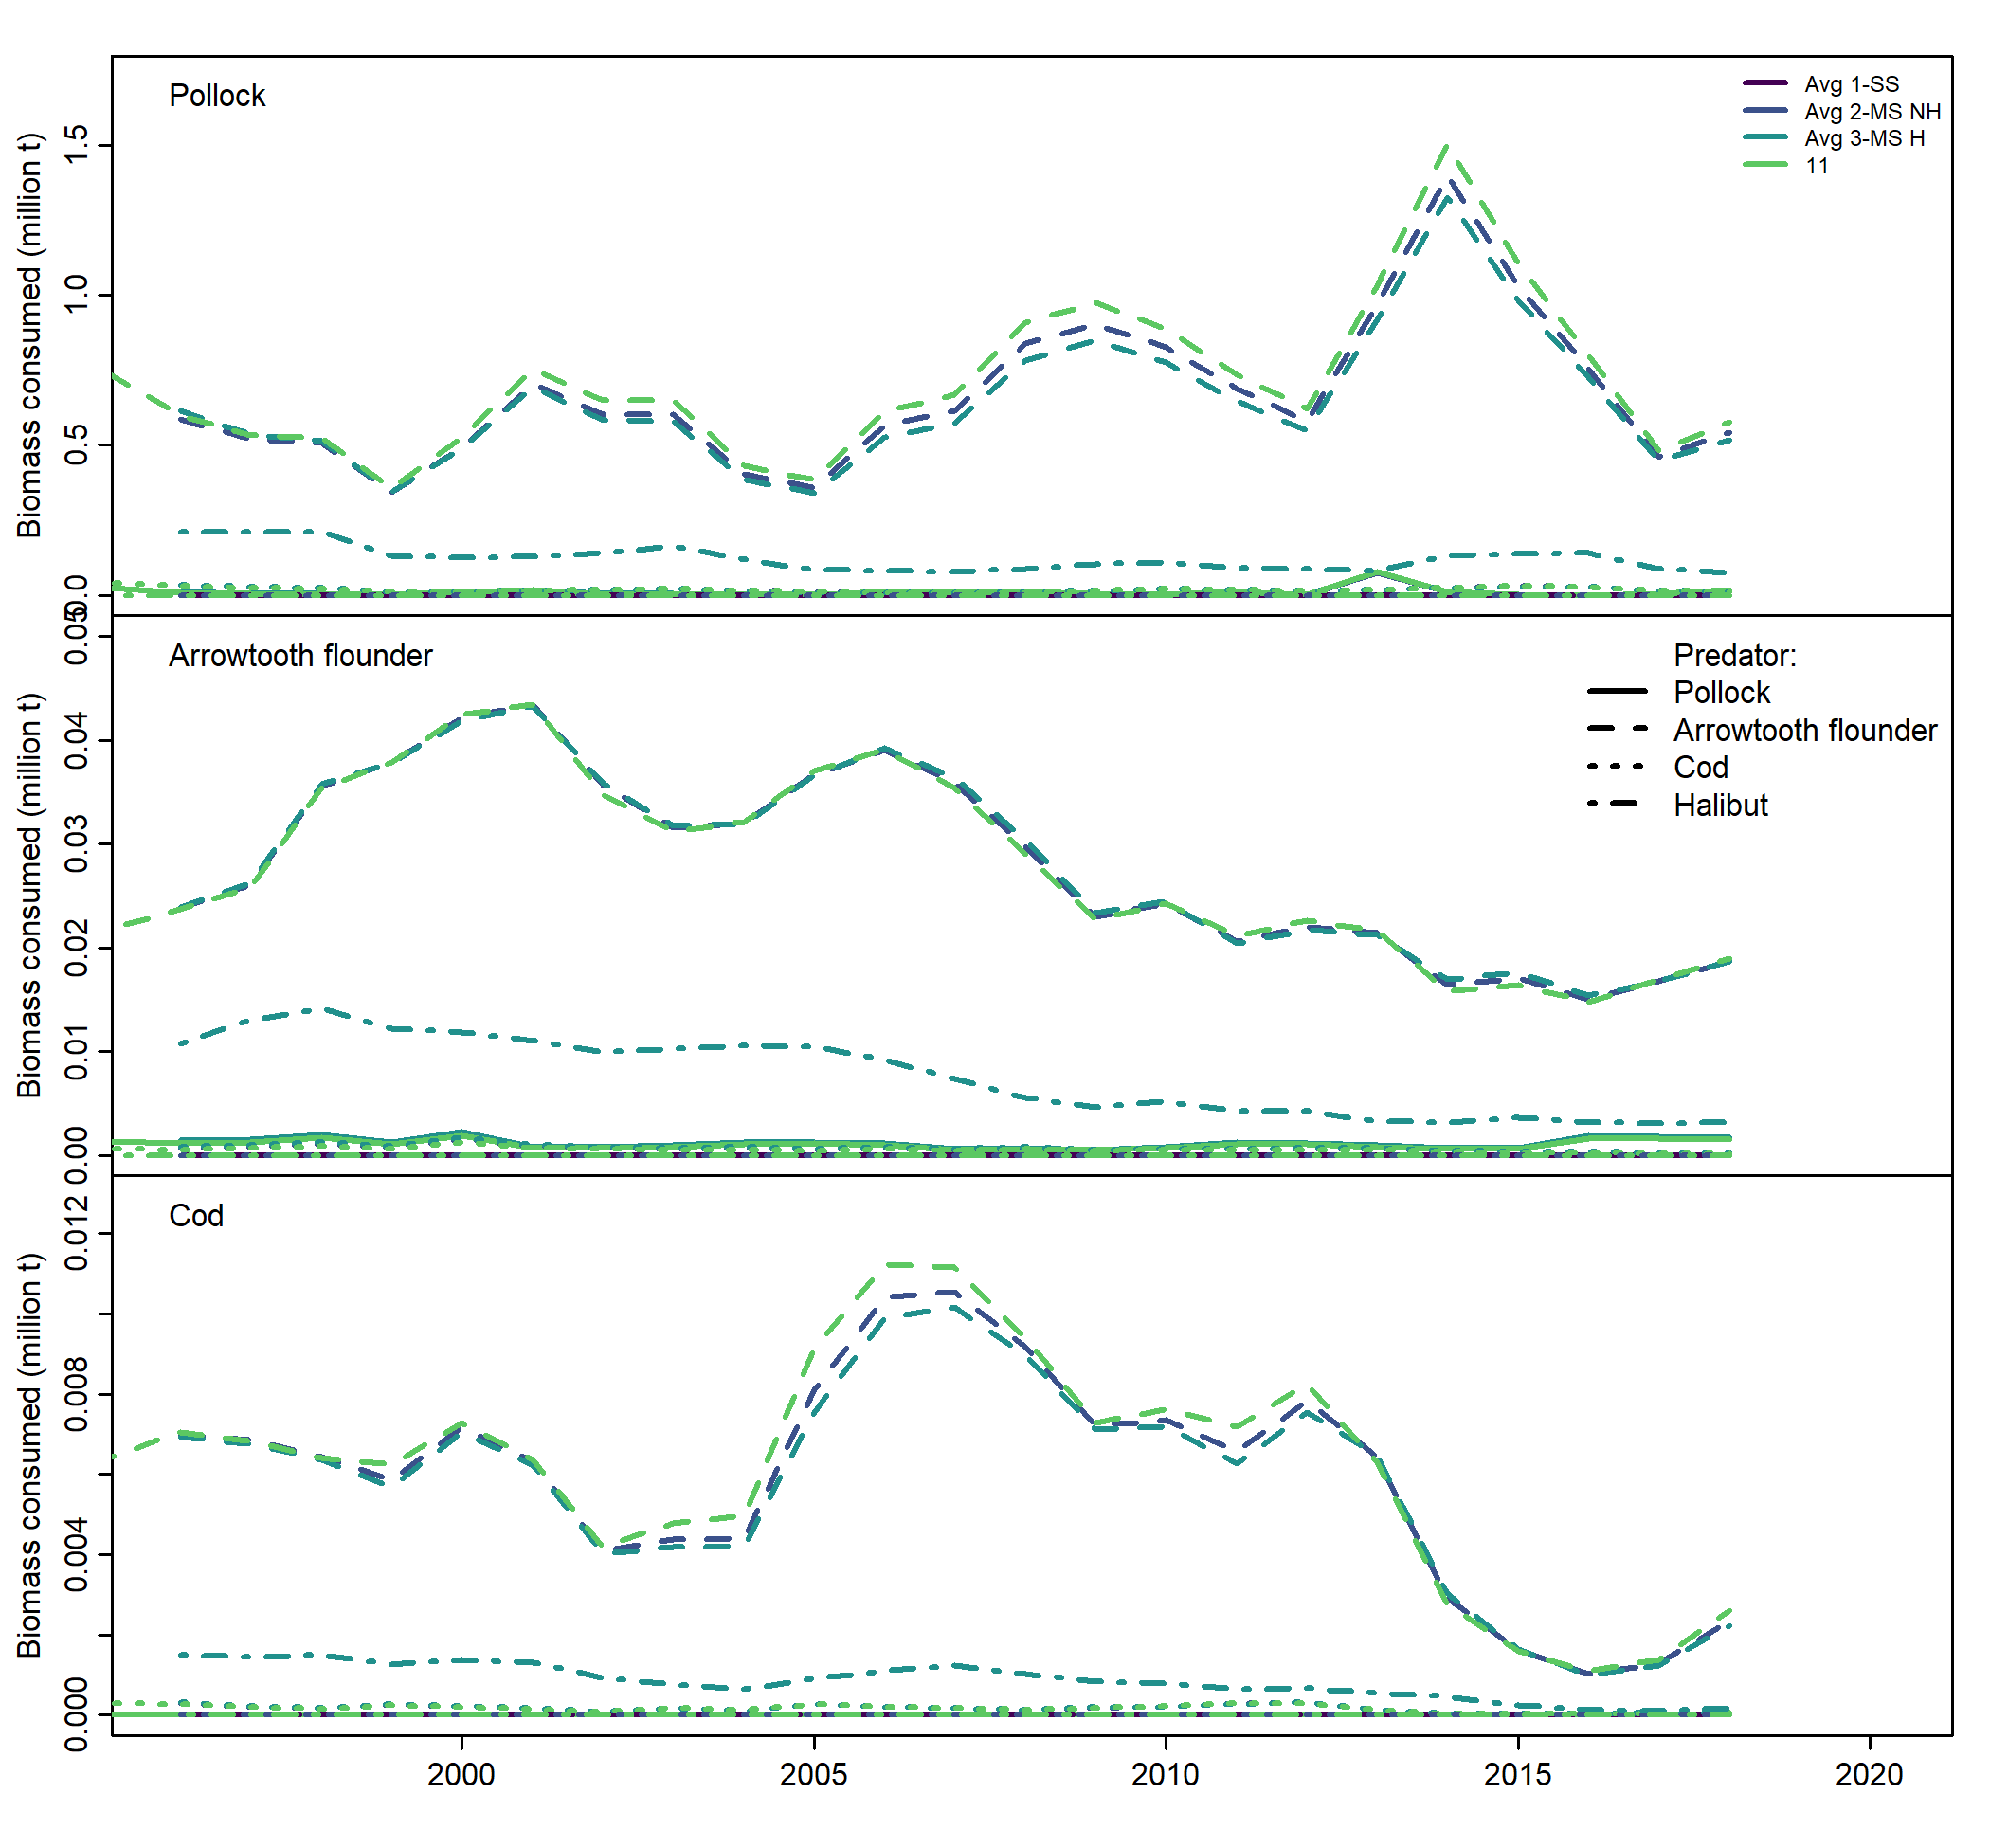 Pollock
Avg 1-SS
Avg 2-MS NH
Avg 3-MS H
11
Biomass consumed (million t)
1.5
1.0
0.5
0.0
Arrowtooth flounder
Predator:
Pollock
Arrowtooth flounder
Cod
Halibut
Biomass consumed (million t)
0.05
0.04
0.03
0.02
0.01
0.00
Cod
Biomass consumed (million t)
0.012
0.008
0.004
0.000
2000 2005 2010 2015 2020